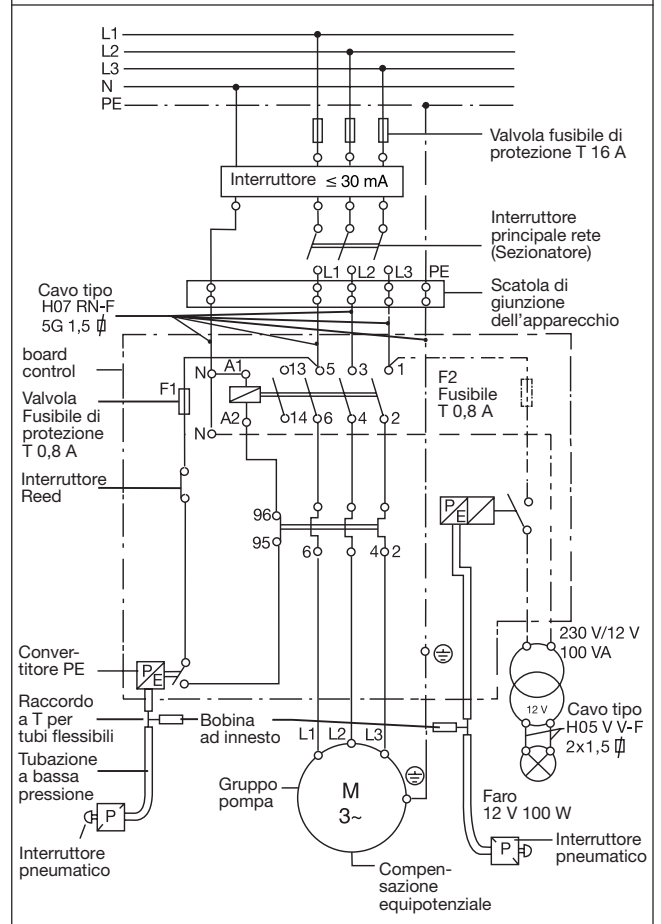 L1
L2
L3
N
PE
Valvola fusibile di
protezione T 16 A
Interruttore ≤ 30 mA
Interruttore
principale rete
(Sezionatore)
L1 L2 L3 PE
Cavo tipo
H07 RN-F
5G 1,5
Scatola di
giunzione
dell'apparecchio
board
control
N A1 13 5 3 1
F1
F2
Fusibile
T 0,8 A
Valvola
Fusibile di
protezione
T 0,8 A
N A2 14 6 4 2
Interruttore
Reed
96
95
6 4 2
P E
230 V/12 V
100 VA
12 V
Conver-
titore PE
P E
Raccordo
a T per
tubi flessibili
Bobina
ad innesto
Cavo tipo
H05 V V-F
2x1,5
Tubazione
a bassa
pressione
L1 L2 L3
Gruppo
pompa
M
3~
Faro
12 V 100 W
P
Interruttore
pneumatico
P
Interruttore
pneumatico
Compen-
sazione
equipotenziale